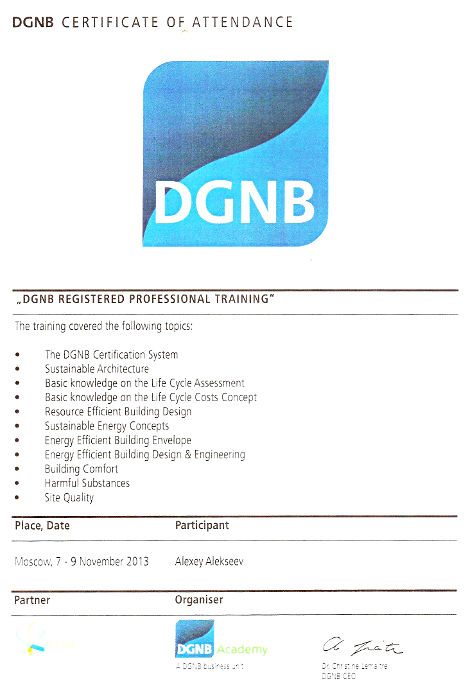 DGNB CERTIFICATE OF ATTENDANCE
DGNB
„DGNB REGISTERED PROFESSIONAL TRAINING“
The training covered the following topics:
• The DGNB Certification System
• Sustainable Architecture
• Basic knowledge on the Life Cycle Assessment
• Basic knowledge on the Life Cycle Costs Concept
• Resource Efficient Building Design
• Sustainable Energy Concepts
• Energy Efficient Building Envelope
• Energy Efficient Building Design & Engineering
• Building Comfort
• Harmful Substances
• Site Quality
Place, Date Participant
Moscow, 7 - 9 November 2013 Alexey Alekseev
Partner Organiser
DGNB Academy
A DGNB business unit
Dr. Christine Lemaitre
DGNB CEO